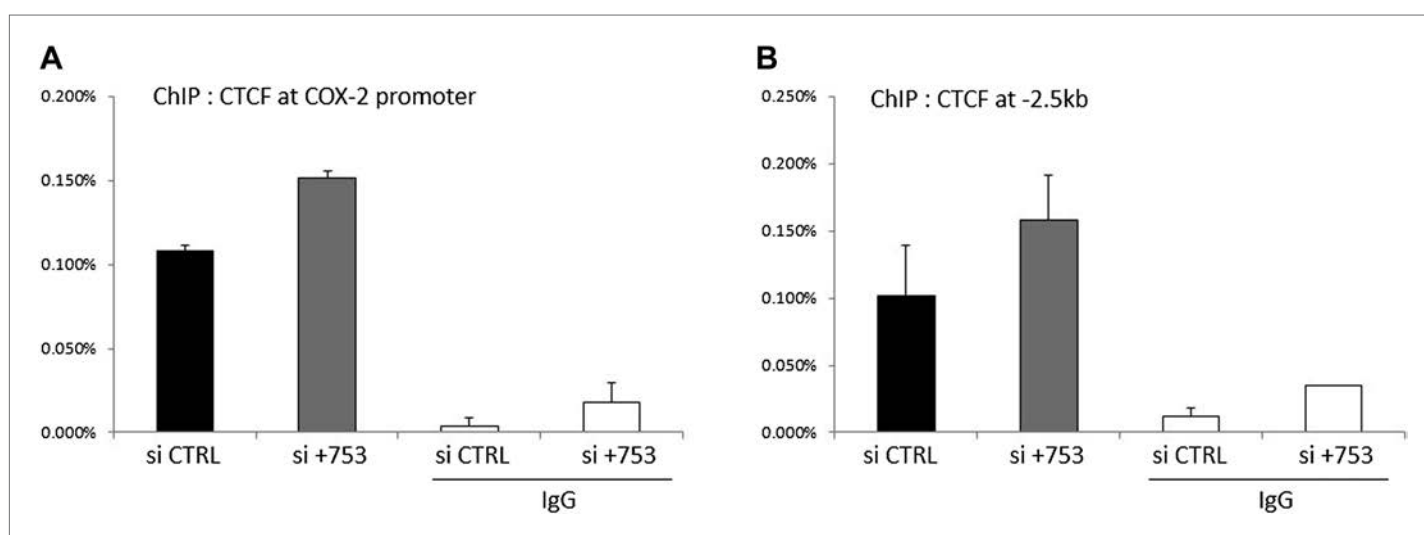 A
ChIP : CTCF at COX-2 promoter
0.200%
0.150%
0.100%
0.050%
0.000%
si CTRL si +753 si CTRL si +753
IgG
B
ChIP : CTCF at -2.5kb
0.250%
0.200%
0.150%
0.100%
0.050%
0.000%
si CTRL si +753 si CTRL si +753
IgG